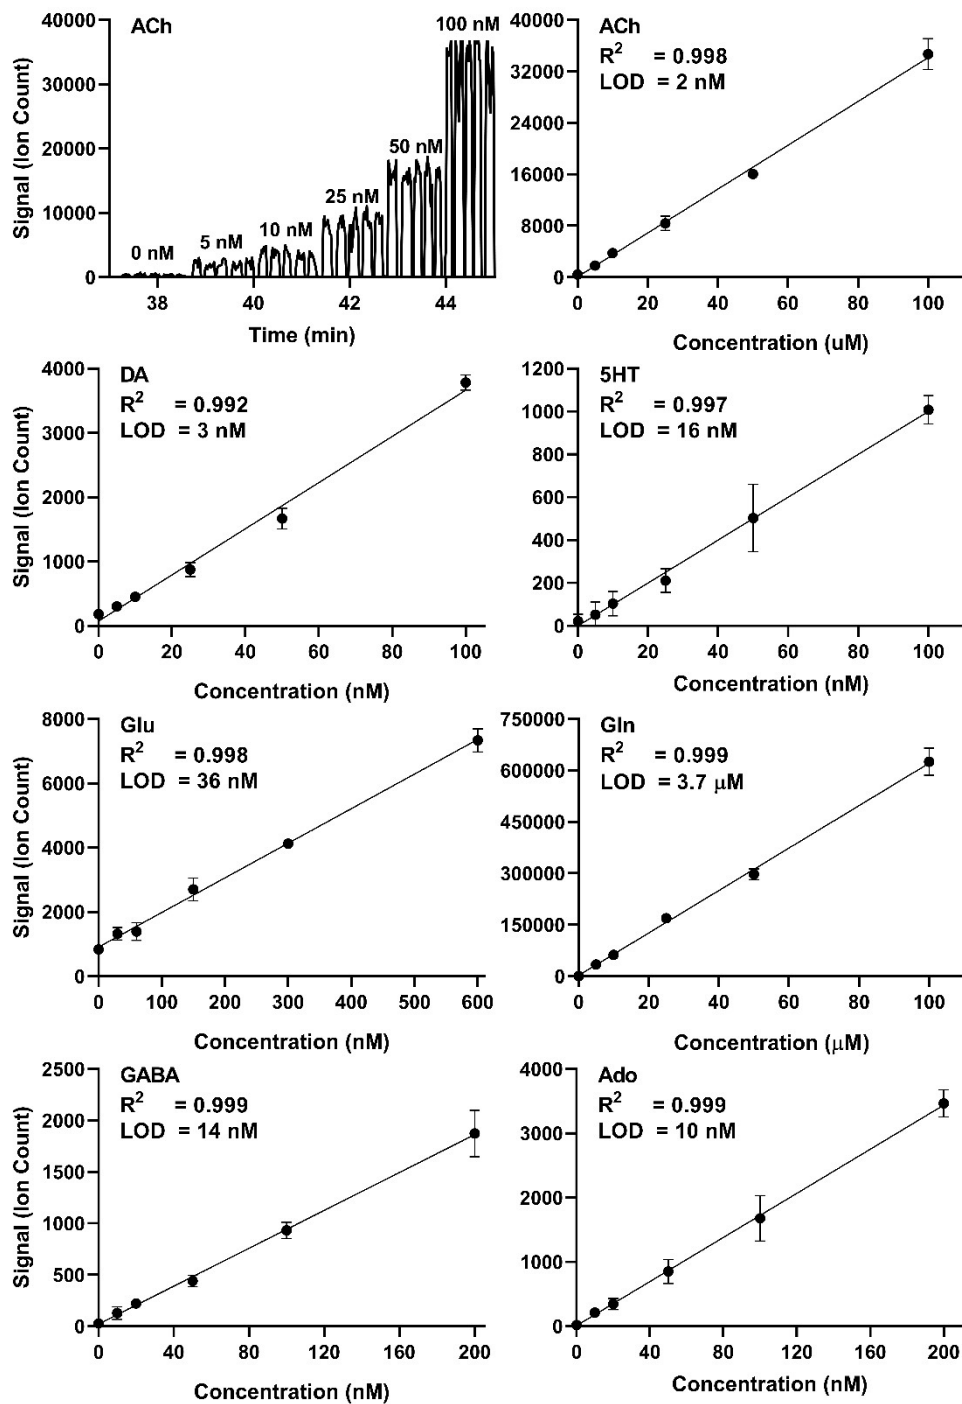 ACh
Signal (Ion Count)
40000
30000
20000
10000
0
0 nM
5 nM
10 nM
25 nM
50 nM
100 nM
38
40
42
44
Time (min)
ACh
R2 = 0.998
LOD = 2 nM
40000
32000
24000
16000
8000
0
0
20
40
60
80
100
Concentration (uM)
DA
R2 = 0.992
LOD = 3 nM
Signal (Ion Count)
4000
3000
2000
1000
0
0
20
40
60
80
100
Concentration (nM)
5HT
R2 = 0.997
LOD = 16 nM
1200
1000
800
600
400
200
0
0
20
40
60
80
100
Concentration (nM)
Glu
R2 = 0.998
LOD = 36 nM
Signal (Ion Count)
8000
6000
4000
2000
0
0
100
200
300
400
500
600
Concentration (nM)
Gln
R2 = 0.999
LOD = 3.7 μM
750000
600000
450000
300000
150000
0
0
20
40
60
80
100
Concentration (μM)
GABA
R2 = 0.999
LOD = 14 nM
Signal (Ion Count)
2500
2000
1500
1000
500
0
0
40
80
120
160
200
Concentration (nM)
Ado
R2 = 0.999
LOD = 10 nM
4000
3000
2000
1000
0
0
40
80
120
160
200
Concentration (nM)